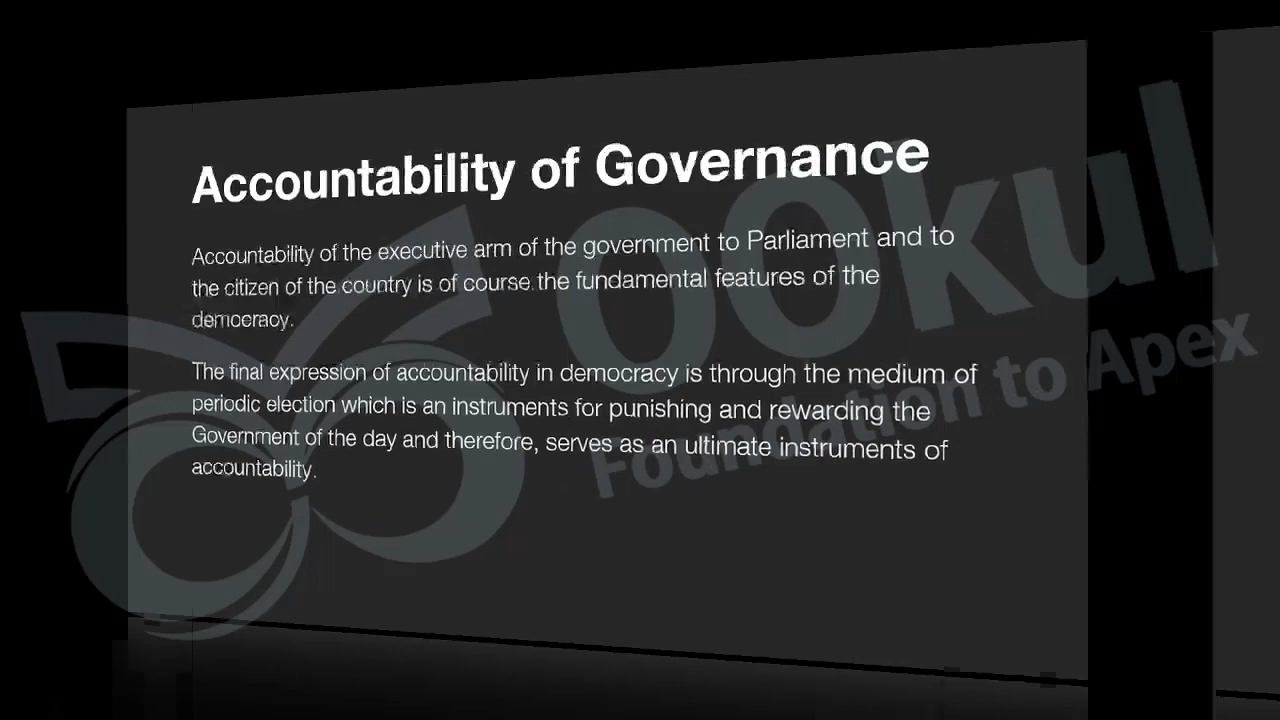 Accountability of Governance
Accountability of the executive arm of the government to Parliament and to
the citizen of the country is of course the fundamental features of the
democracy.
The final expression of accountability in democracy is through the medium of
periodic election which is an instruments for punishing and rewarding the
Government of the day and therefore, serves as an ultimate instruments of
accountability.
OOkul
Foundation to Apex